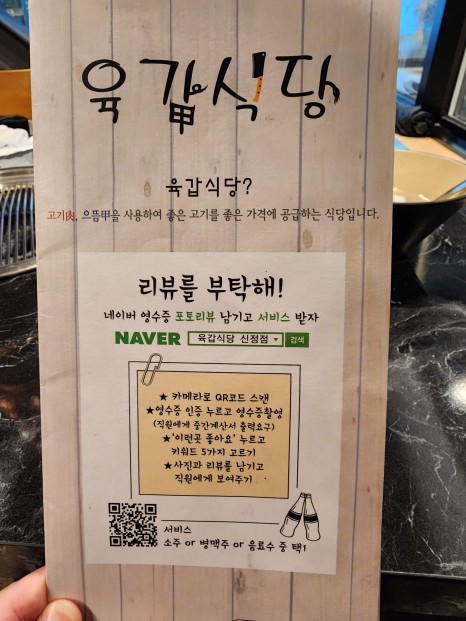 육갑식당
육갑식당?
고기肉, 으뜸甲을 사용하여 좋은 고기를 좋은 가격에 공급하는 식당입니다.
리뷰를 부탁해!
네이버 영수증 포토리뷰 남기고 서비스 받자
NAVER 육갑식당 신정점 ▼ 검색
★ 카메라로 QR코드 스캔
★영수증 인증 누르고 영수증촬영
(직원에게 중간계산서 출력요구)
★'이런곳 좋아요' 누르고
키워드 5가지 고르기
★사진과 리뷰를 남기고
직원에게 보여주기
서비스
소주 or 병맥주 or 음료수 중 택1